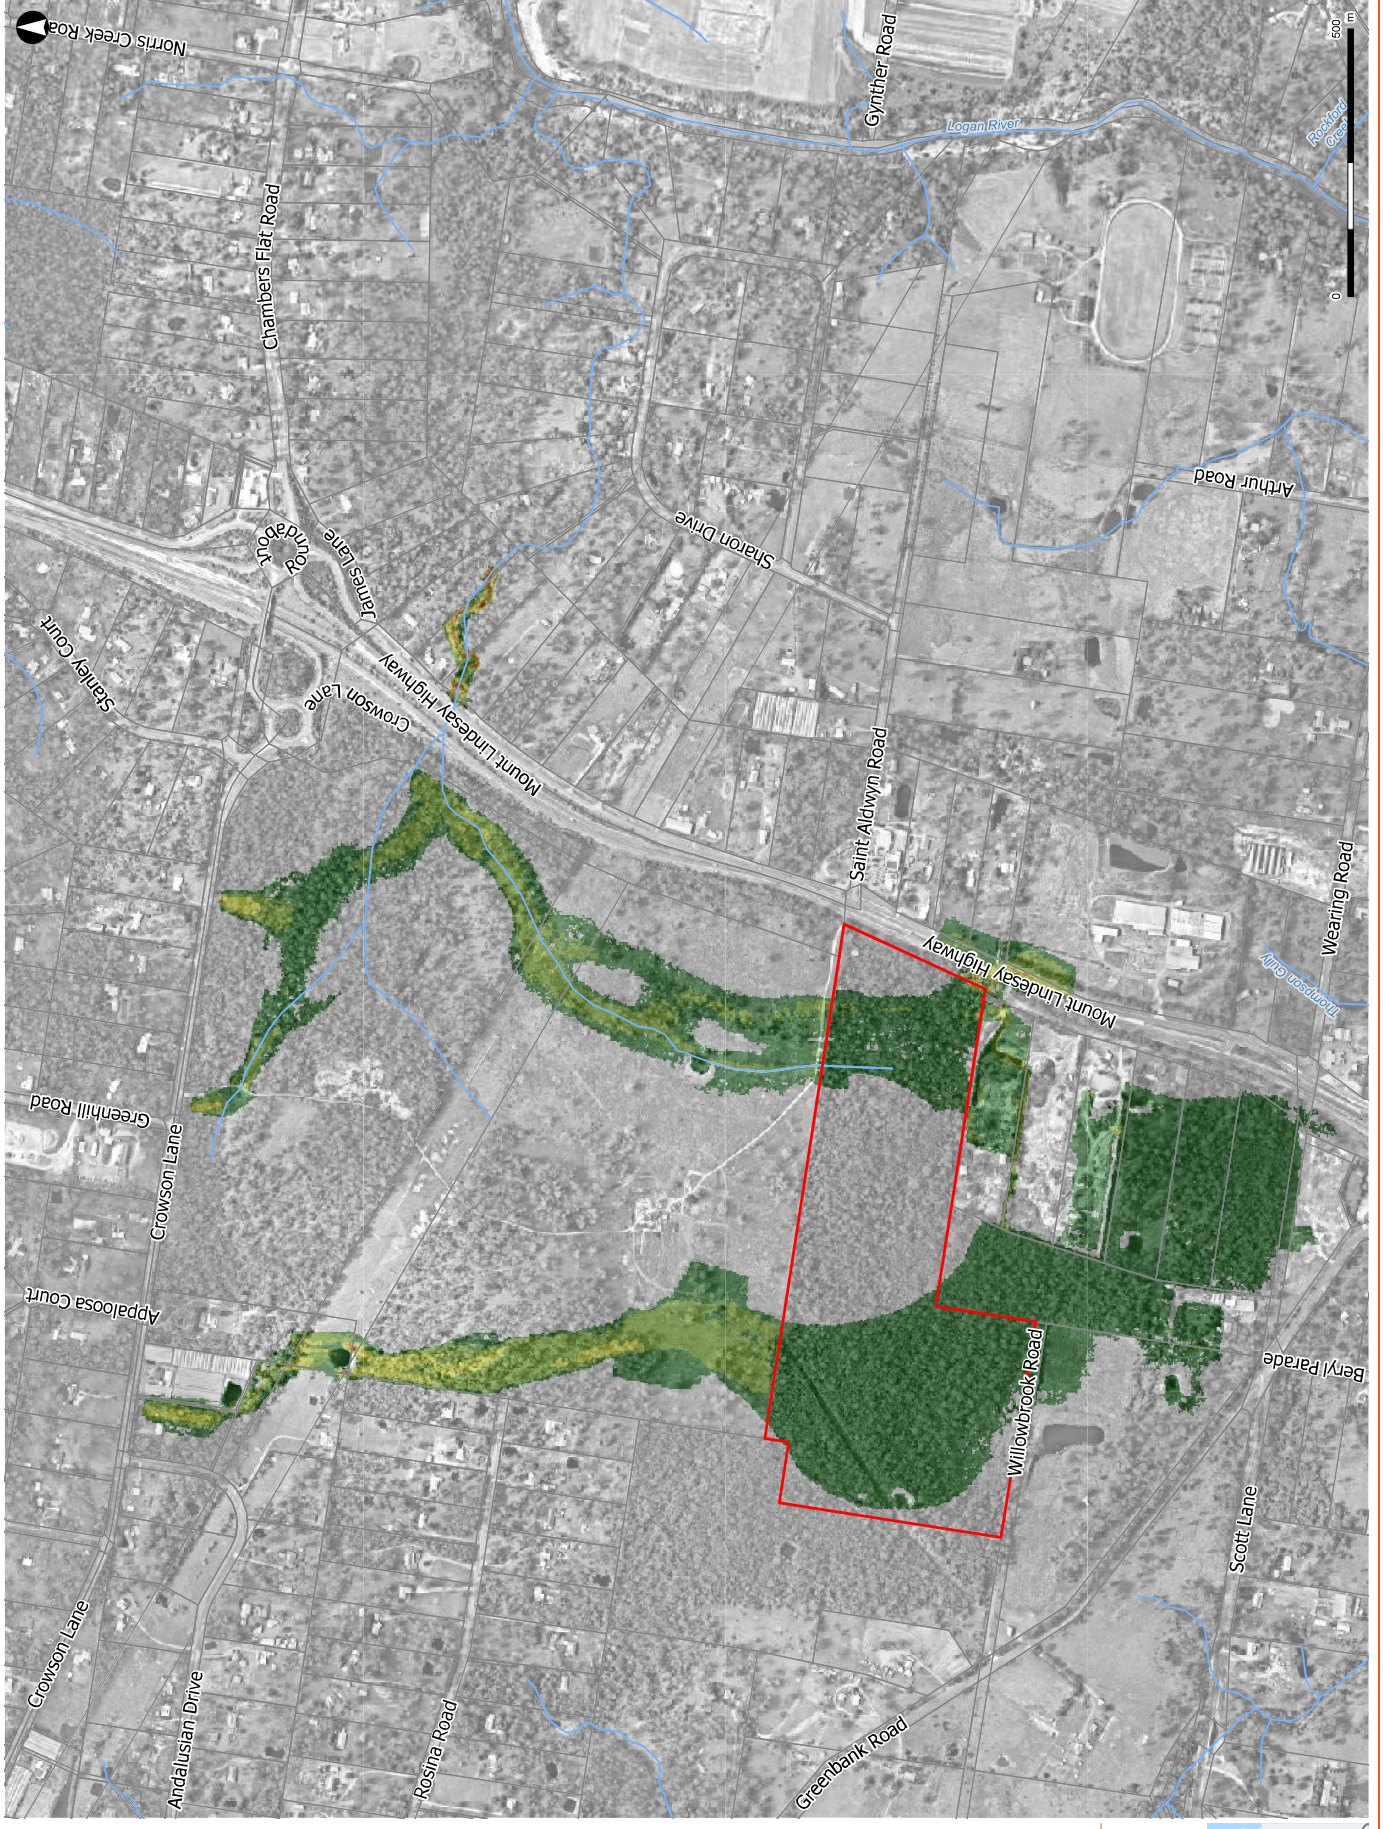 Norris Creek Roa
Gynther Road
500
m
Logan River
Rockford
Creek
Chambers Flat Road
0
Roundabout
James Lane
Stanley Court
Crowson Lane
Mount Lindesay Highway
Sharon Drive
Arthur Road
Saint Aldwyn Road
Wearing Road
Mount Lindesay Highway
Thompson Gully
Greenhill Road
Crowson Lane
Appaloosa Court
Willowbrook Road
Beryl Parade
Scott Lane
Crowson Lane
Andalusian Drive
Rosina Road
Greenbank Road